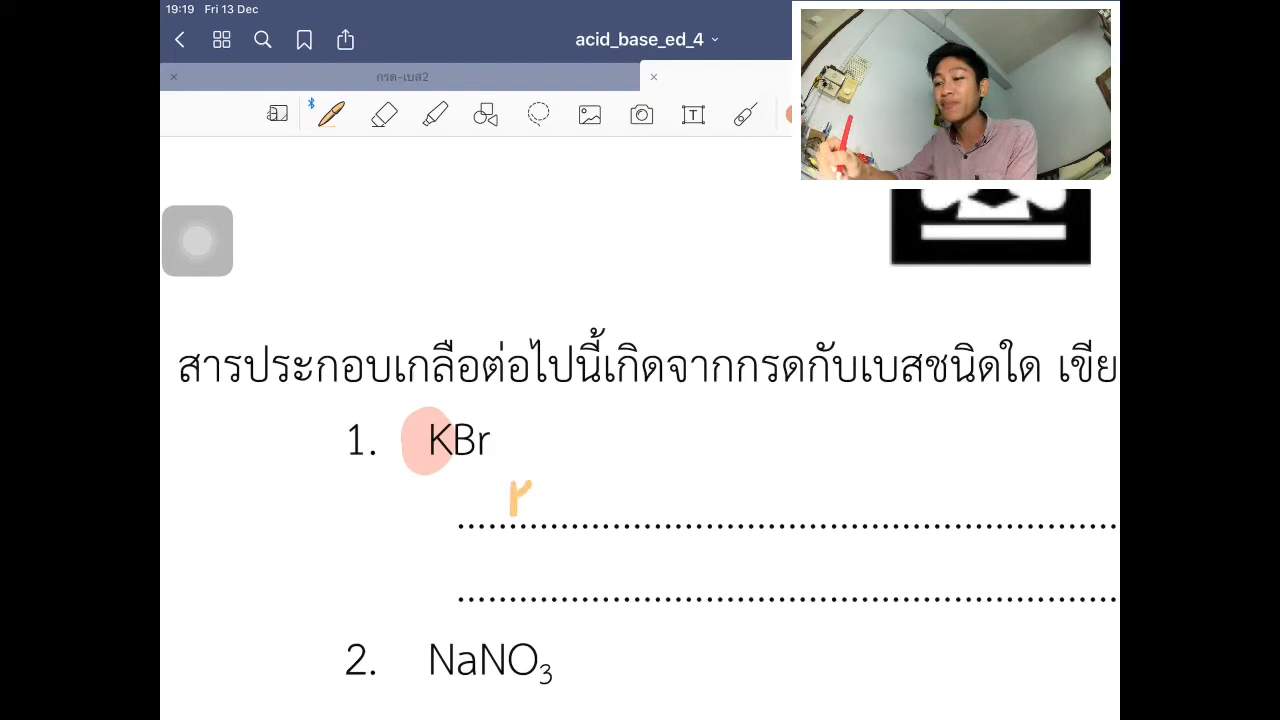 19:19 Fri 13 Dec
acid_base_ed_4
กรด-เบส2
T
สารประกอบเกลือต่อไปนี้เกิดจากกรดกับเบสชนิดใด เขีย
1. KBr
..................................................................
..................................................................
2. NaNO₃